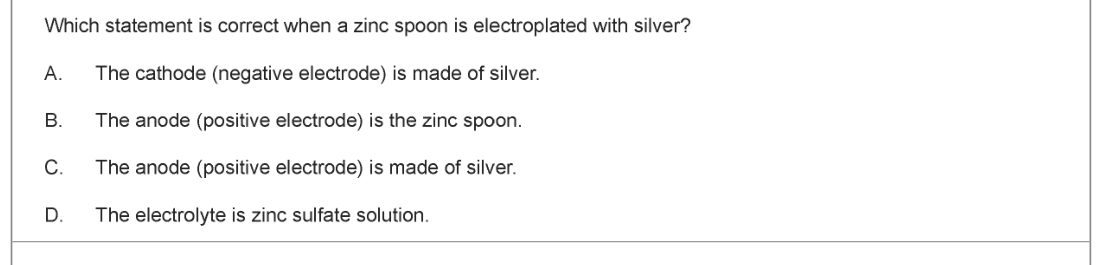 Which statement is correct when a zinc spoon is electroplated with silver?
A. The cathode (negative electrode) is made of silver.
B. The anode (positive electrode) is the zinc spoon.
C. The anode (positive electrode) is made of silver.
D. The electrolyte is zinc sulfate solution.